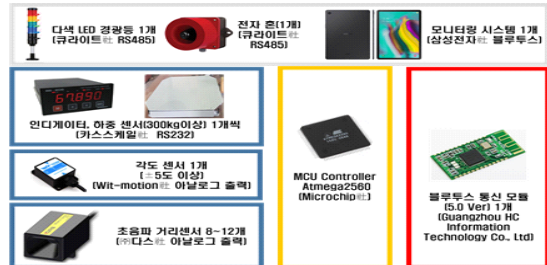 다색 LED 경광등 1개
(큐라이트社 RS485)
전자 혼(1개)
(큐라이트社
RS485)
모니터링 시스템 1개
(삼성전자社 블루투스)
67.890
인디게이터, 하중 센서(300kg이상) 1개씩
(카스스케일社 RS232)
각도 센서 1개
(±5도 이상)
(Wit-motion社 아날로그 출력)
초음파 거리센서 8~12개
(㈜다스社 아날로그 출력)
MCU Controller
Atmega2560
(Microchip社)
블루투스 통신 모듈
(5.0 Ver) 1개
(Guangzhou HC
Information
Technology Co., Ltd)